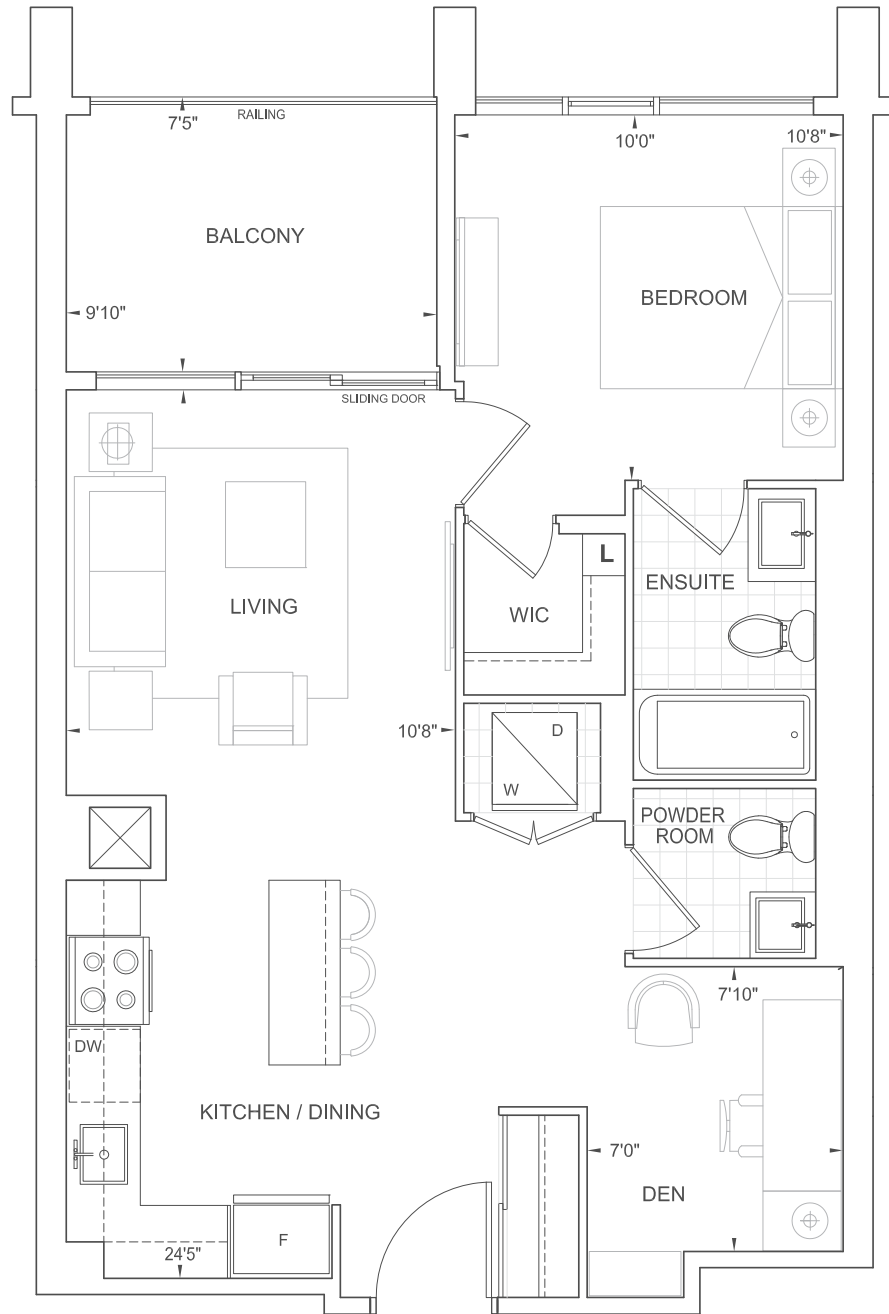 RAILING
7'5"
10'0"
10'8"
BALCONY
BEDROOM
9'10"
SLIDING DOOR
L
ENSUITE
LIVING
WIC
10'8"
D
W
POWDER
ROOM
7'10"
DW
KITCHEN / DINING
7'0"
DEN
F
24'5"